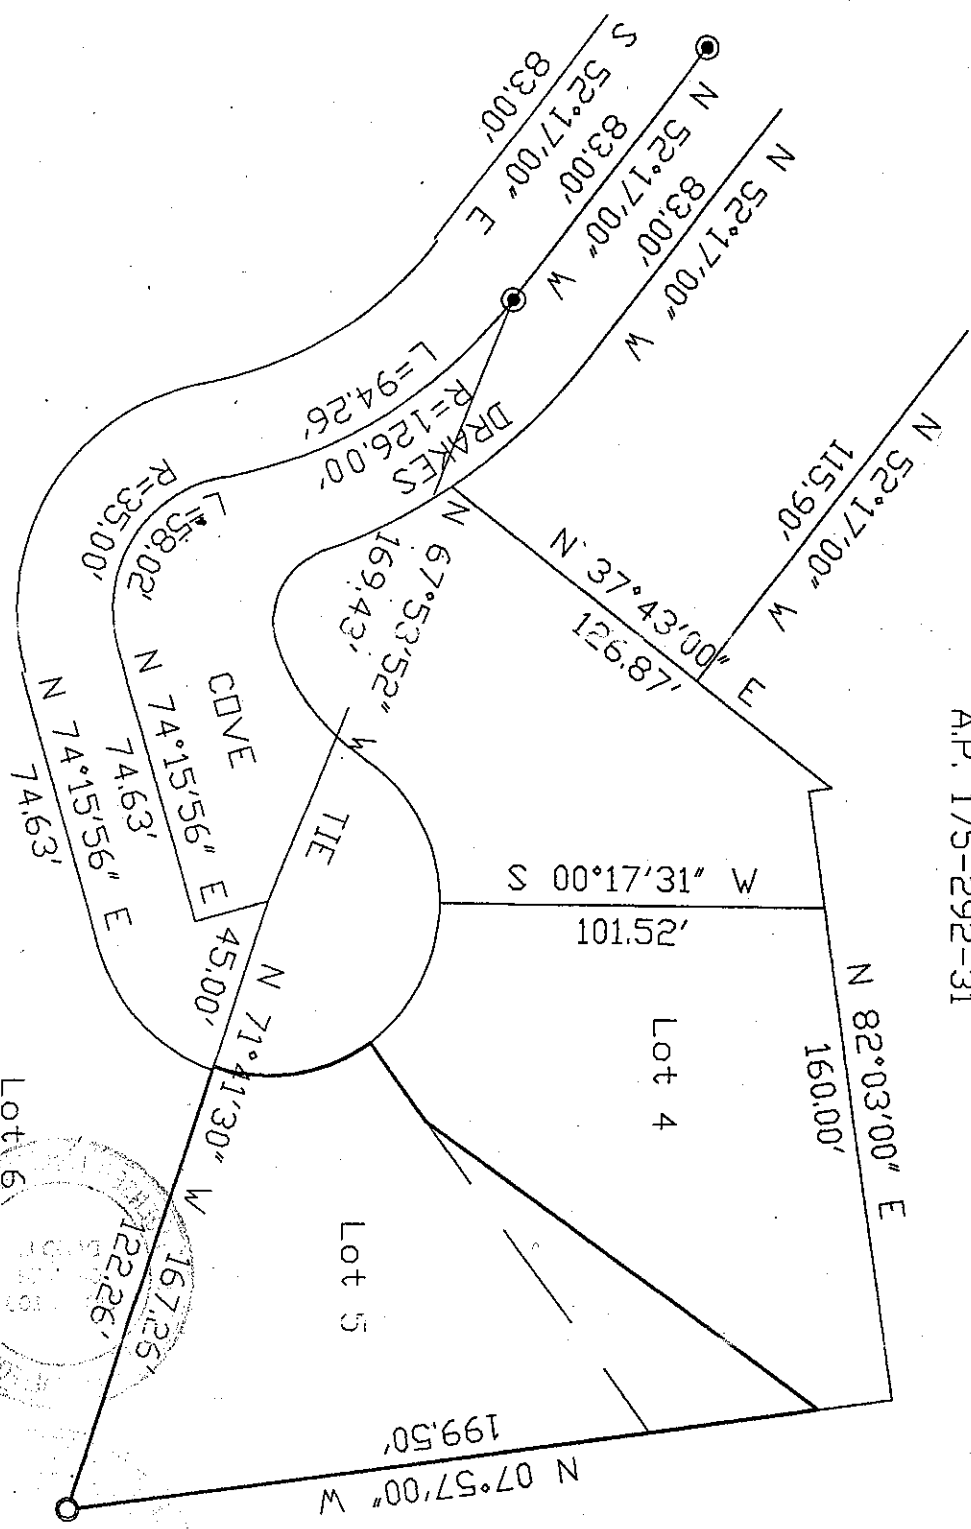 A.P. 175-292-31
N 52°17'00" W
115.90'
N 52°17'00" W
83.00'
N 52°17'00" W
83.00'
S 52°17'00" E
83.00'
N 37°43'00" E
126.87'
DRAKES
R=126.00'
L=94.26'
N 67°53'52" W
169.43'
TIE
L=58.02'
R=35.00'
COVE
N 74°15'56" E
74.63'
N 74°15'56" E
74.63'
45.00'
N 71°41'30" W
167.26'
122.26'
S 00°17'31" W
101.52'
N 82°03'00" E
160.00'
Lot 4
Lot 5
Lot 6
199.50'
N 07°57'00" W